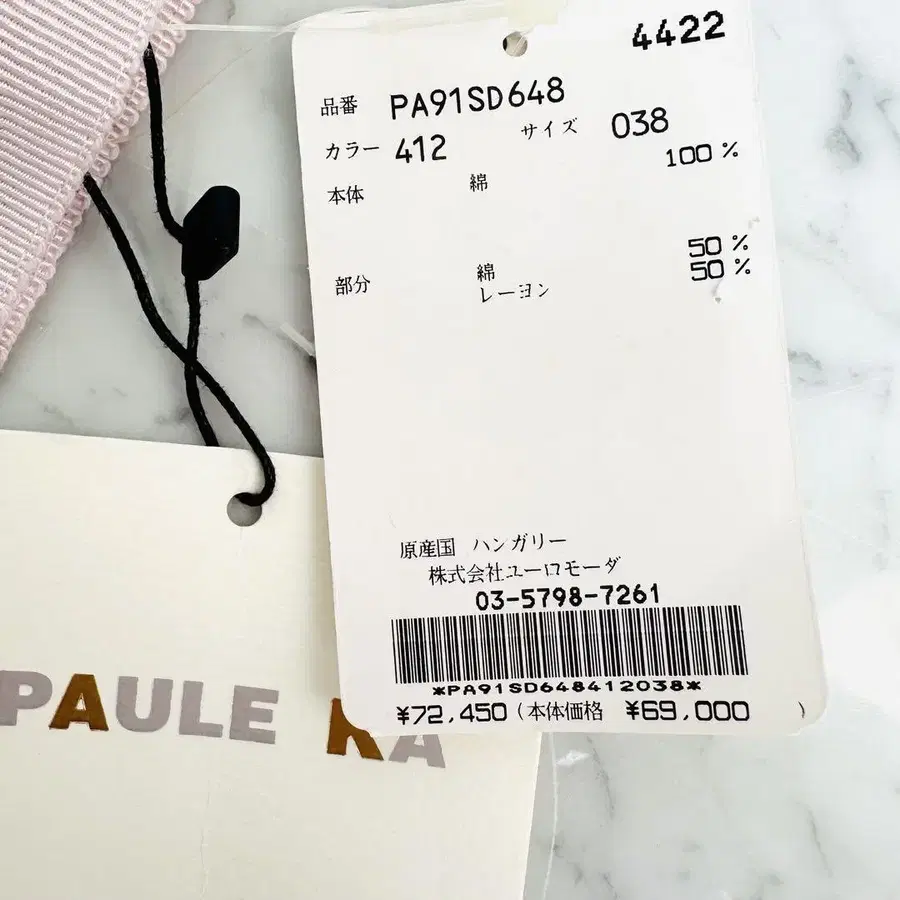 4422
品番 PA91SD648
カラー 412 サイズ 038
本体 綿 100 %
部分 綿 50 %
レーヨン 50 %
原産国 ハンガリー
株式会社ユーロモーダ
03-5798-7261
*PA91SD648412038*
¥72,450 (本体価格 ¥69,000 )
PAULE KA